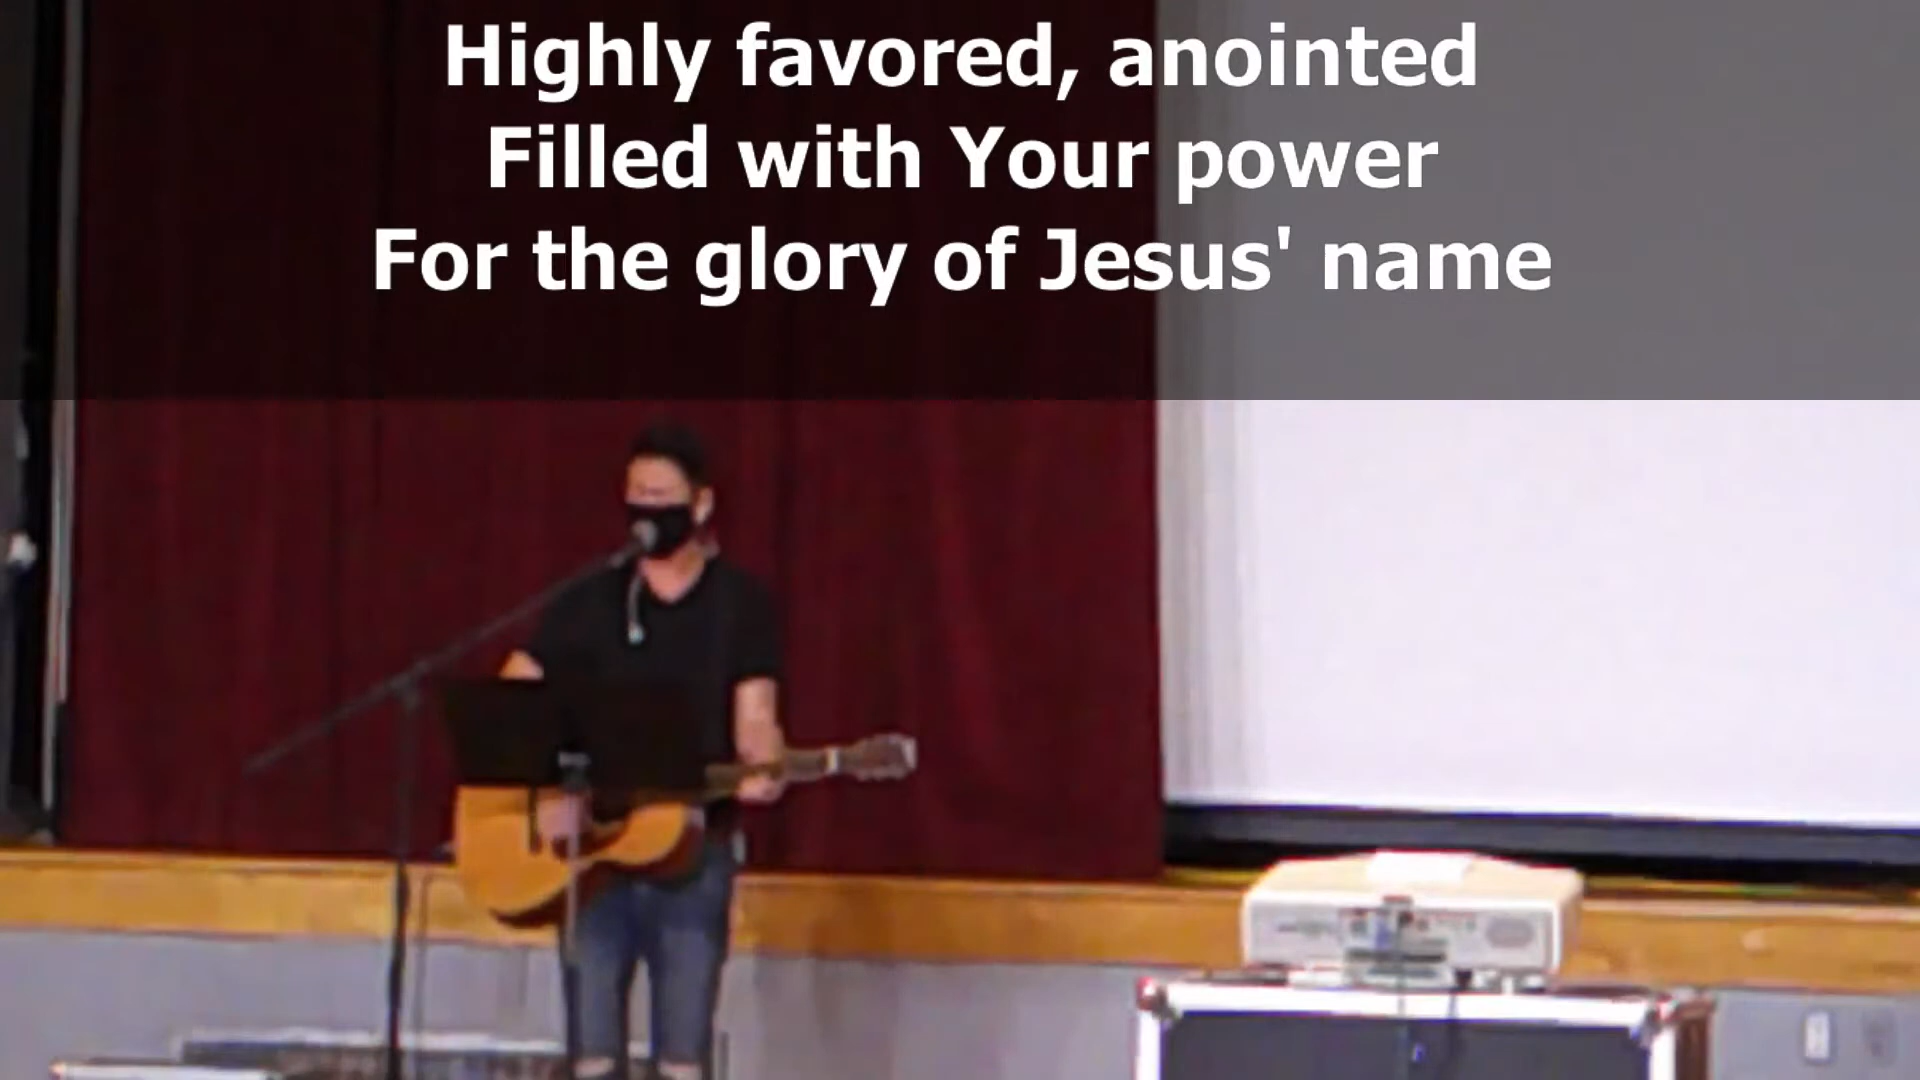 Highly favored, anointed
Filled with Your power
For the glory of Jesus' name